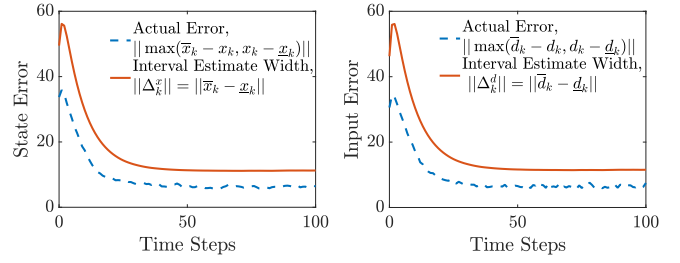 60
40
20
0
0
50
100
State Error
Time Steps
Actual Error,
|| max(x̅ₖ − xₖ, xₖ − x̲ₖ)||
Interval Estimate Width,
||Δₖˣ|| = ||x̅ₖ − x̲ₖ||
60
40
20
0
0
50
100
Input Error
Time Steps
Actual Error,
|| max(d̅ₖ − dₖ, dₖ − d̲ₖ)||
Interval Estimate Width,
||Δₖᵈ|| = ||d̅ₖ − d̲ₖ||